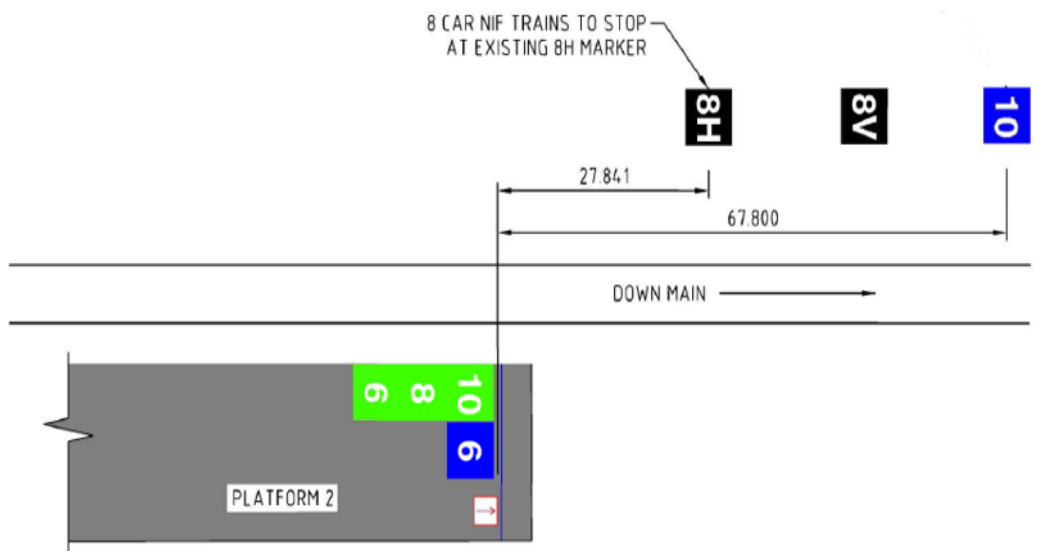 8 CAR NIF TRAINS TO STOP
AT EXISTING 8H MARKER
8H
8V
10
27.841
67.800
DOWN MAIN
6
8
10
6
PLATFORM 2